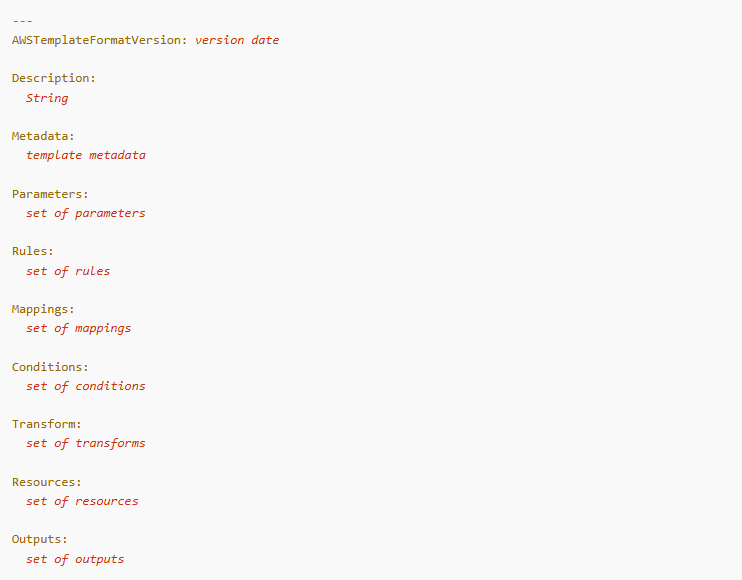 ---
AWSTemplateFormatVersion: version date
Description:
String
Metadata:
template metadata
Parameters:
set of parameters
Rules:
set of rules
Mappings:
set of mappings
Conditions:
set of conditions
Transform:
set of transforms
Resources:
set of resources
Outputs:
set of outputs